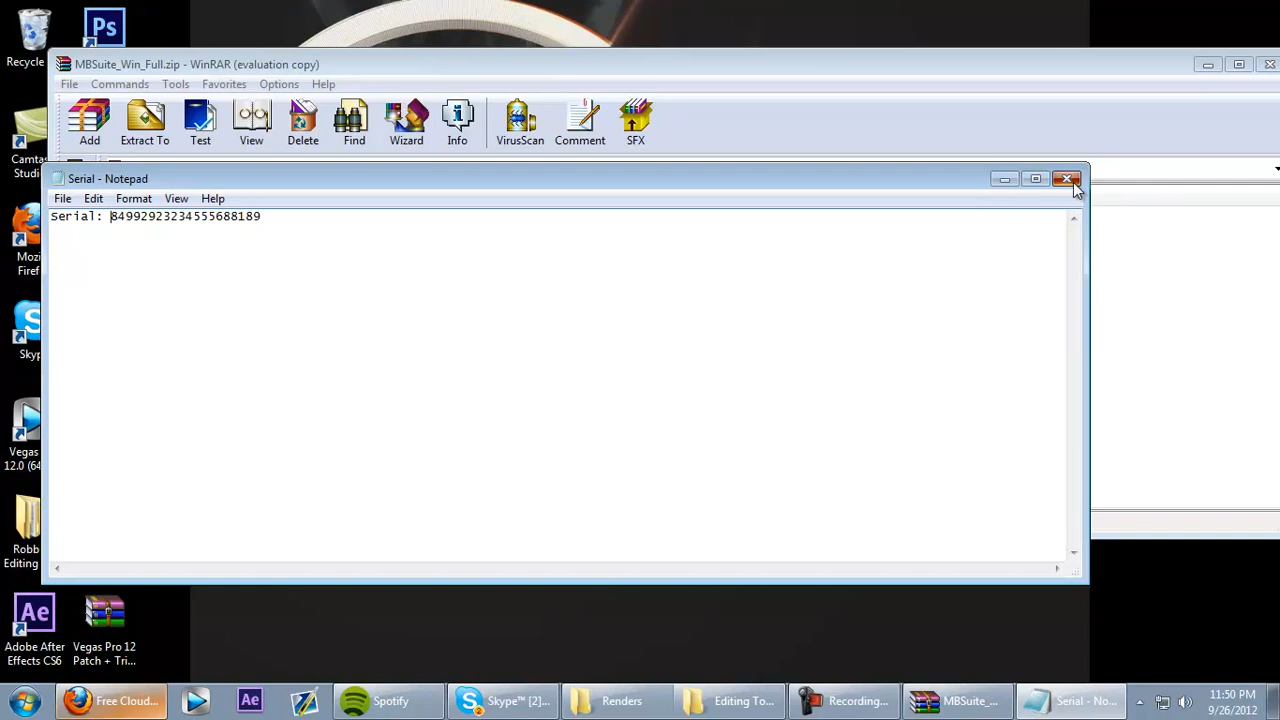 Ps
Recycle
MBSuite_Win_Full.zip - WinRAR (evaluation copy)
File Commands Tools Favorites Options Help
Add Extract To Test View Delete Find Wizard Info VirusScan Comment SFX
Camtas
Studi
Serial - Notepad
File Edit Format View Help
Serial: 84992923234555688189
Mozi
Firef
Skyp
Vegas
12.0 (64
Robb
Editing
Ae
Adobe After
Effects CS6
Vegas Pro 12
Patch + Tri...
Free Cloud... Ae Spotify Skype™ [2]... Renders Editing To... Recording... MBSuite_... Serial - No...
11:50 PM
9/26/2012